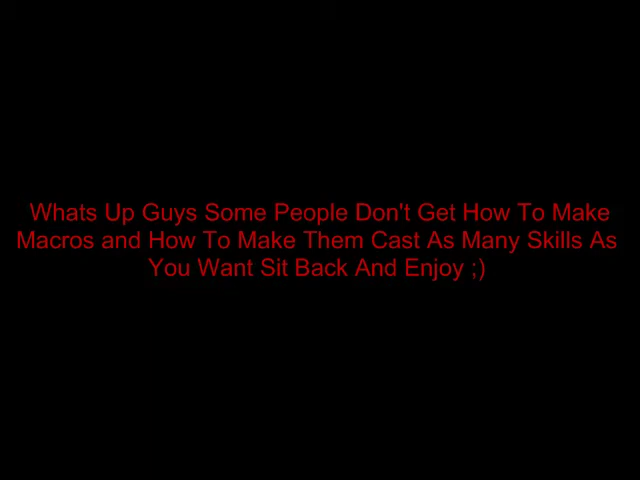 Whats Up Guys Some People Don't Get How To Make
Macros and How To Make Them Cast As Many Skills As
You Want Sit Back And Enjoy ;)